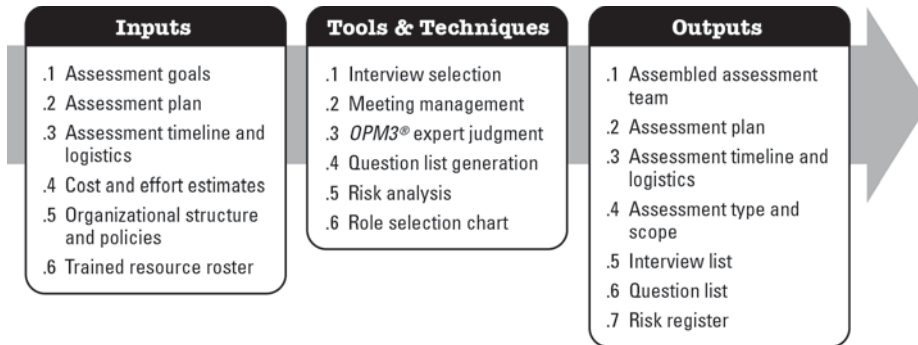 Inputs
.1 Assessment goals
.2 Assessment plan
.3 Assessment timeline and
logistics
.4 Cost and effort estimates
.5 Organizational structure
and policies
.6 Trained resource roster
Tools & Techniques
.1 Interview selection
.2 Meeting management
.3 OPM3® expert judgment
.4 Question list generation
.5 Risk analysis
.6 Role selection chart
Outputs
.1 Assembled assessment
team
.2 Assessment plan
.3 Assessment timeline and
logistics
.4 Assessment type and
scope
.5 Interview list
.6 Question list
.7 Risk register